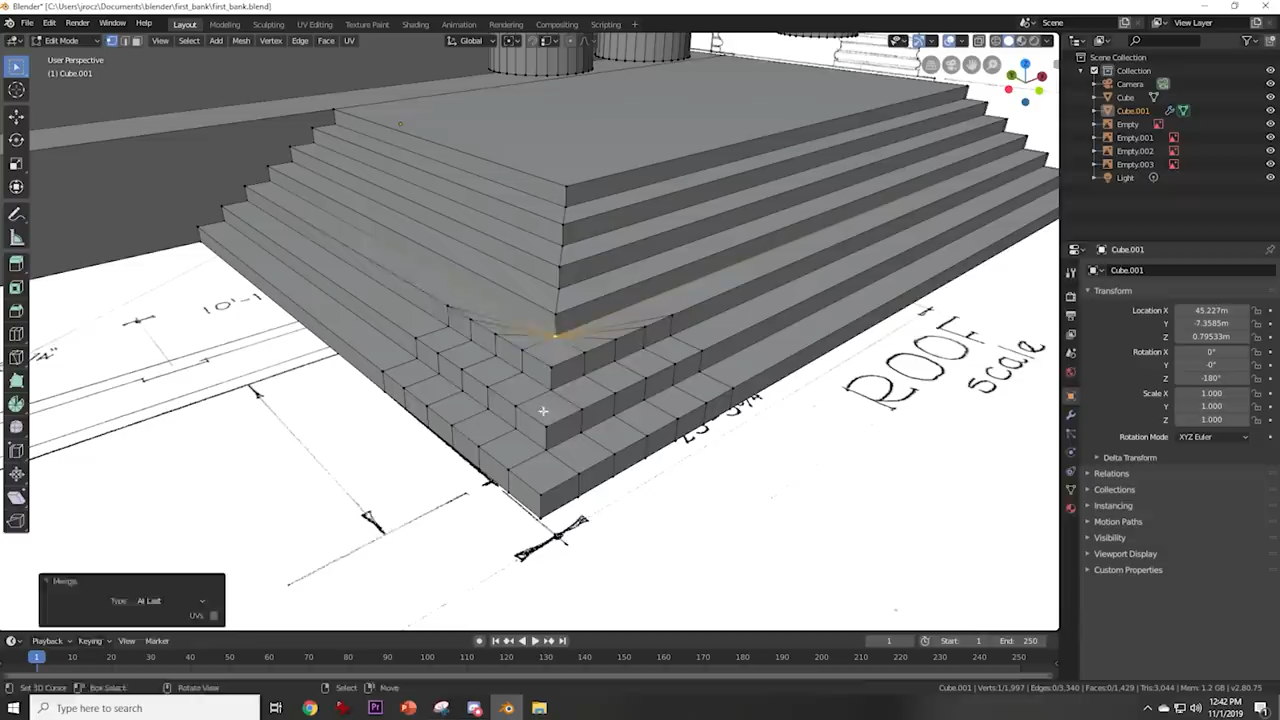 Blender* [C:\Users\jrocz\Documents\blender\first_bank\first_bank.blend]
File Edit Render Window Help Layout Modeling Sculpting UV Editing Texture Paint Shading Animation Rendering Compositing Scripting + Scene View Layer
Edit Mode View Select Add Mesh Vertex Edge Face UV Global
User Perspective
(1) Cube.001
Scene Collection
Collection
Camera
Cube
Cube.001
Empty
Empty.001
Empty.002
Empty.003
Light
Cube.001
Cube.001
Transform
Location X 45.227m
Y -7.3585m
Z 0.79533m
Rotation X 0°
Y -0°
Z -180°
Scale X 1.000
Y 1.000
Z 1.000
Rotation Mode XYZ Euler
Delta Transform
Relations
Collections
Instancing
Motion Paths
Visibility
Viewport Display
Custom Properties
ROOF
scale
Merge
Type: At Last
UVs
Playback Keying View Marker 1 Start: 1 End: 250
1 10 20 30 40 50 60 70 80 90 100 110 120 130 140 150 160 170 180 190 200 210 220 230 240 250
Set 3D Cursor Box Select Rotate View Select Move Cube.001 | Verts:1/1,997 | Edges:0/3,340 | Faces:0/1,429 | Tris:3,044 | Mem: 1.2 GB | v2.80.75
Type here to search
12:42 PM
11/1/2019